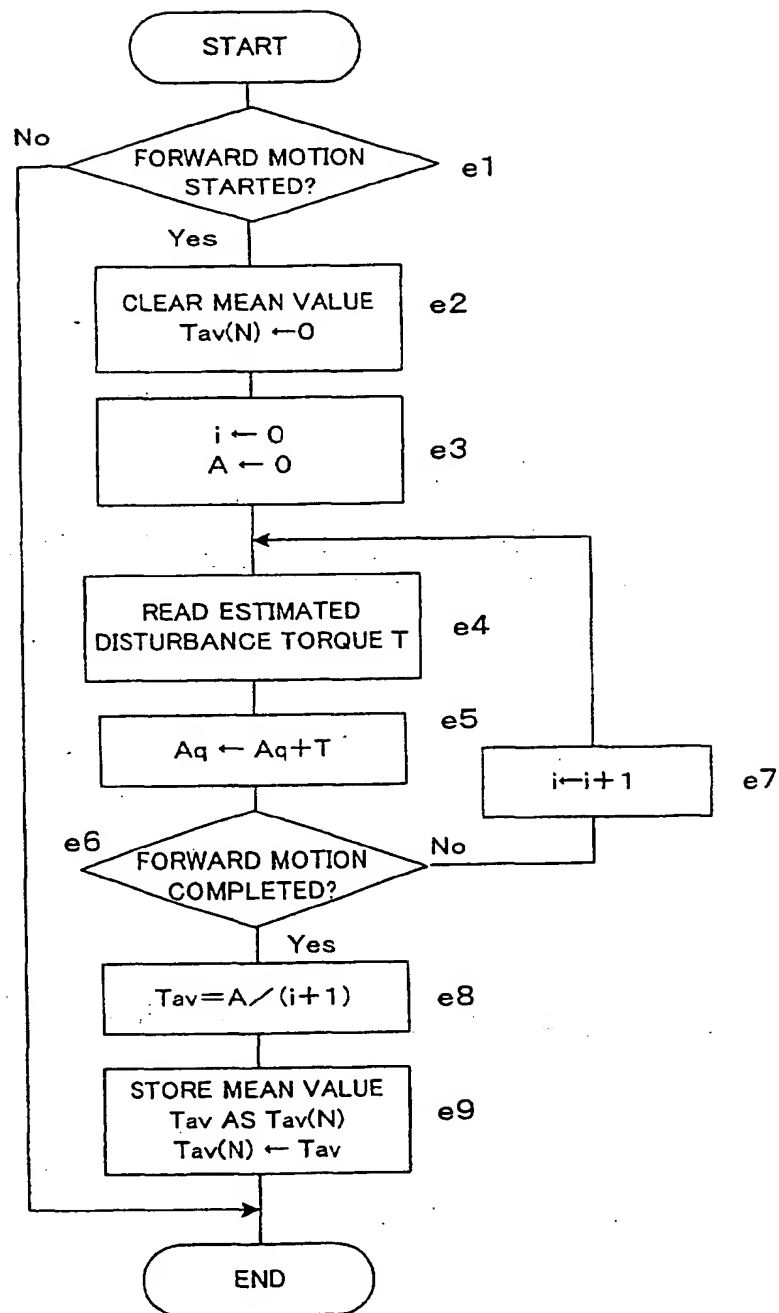 START
No
FORWARD MOTION
STARTED?
e1
Yes
CLEAR MEAN VALUE
Tav(N) ←0
e2
i ← 0
A ← 0
e3
READ ESTIMATED
DISTURBANCE TORQUE T
e4
Aq ← Aq+T
e5
i←i+1
e7
e6
FORWARD MOTION
COMPLETED?
No
Yes
Tav=A／(i+1)
e8
STORE MEAN VALUE
Tav AS Tav(N)
Tav(N) ← Tav
e9
END